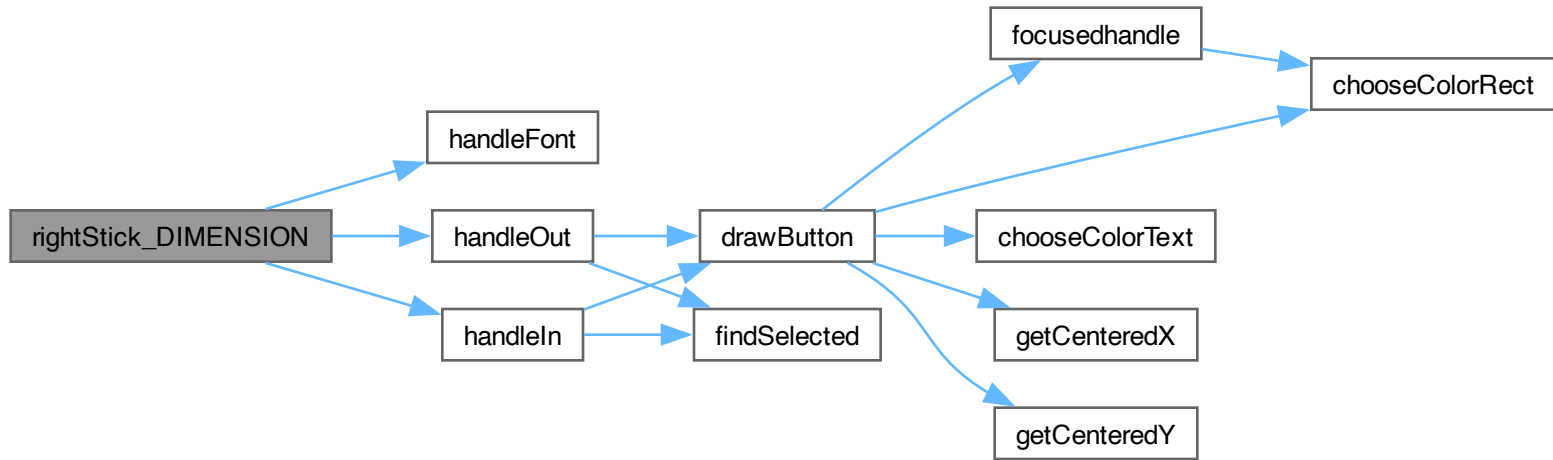 rightStick_DIMENSION
handleFont
handleOut
handleIn
drawButton
findSelected
focusedhandle
chooseColorRect
chooseColorText
getCenteredX
getCenteredY